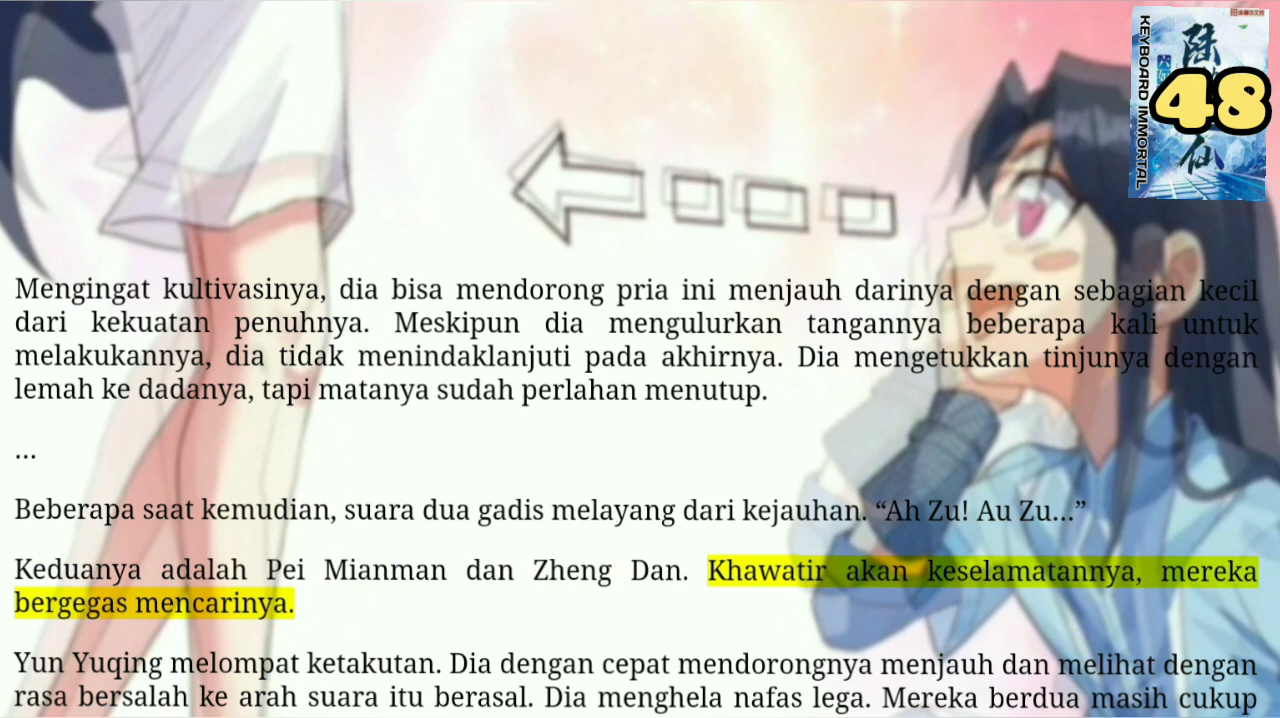 KEYBOARD IMMORTAL
48
Mengingat kultivasinya, dia bisa mendorong pria ini menjauh darinya dengan sebagian kecil
dari kekuatan penuhnya. Meskipun dia mengulurkan tangannya beberapa kali untuk
melakukannya, dia tidak menindaklanjuti pada akhirnya. Dia mengetukkan tinjunya dengan
lemah ke dadanya, tapi matanya sudah perlahan menutup.
...
Beberapa saat kemudian, suara dua gadis melayang dari kejauhan. “Ah Zu! Au Zu...”
Keduanya adalah Pei Mianman dan Zheng Dan. Khawatir akan keselamatannya, mereka
bergegas mencarinya.
Yun Yuqing melompat ketakutan. Dia dengan cepat mendorongnya menjauh dan melihat dengan
rasa bersalah ke arah suara itu berasal. Dia menghela nafas lega. Mereka berdua masih cukup